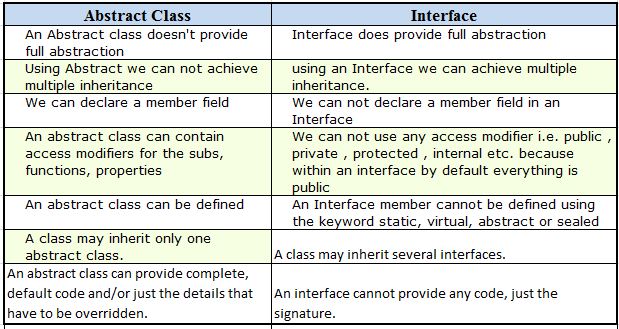 Abstract Class
Interface
An Abstract class doesn't provide
full abstraction
Interface does provide full abstraction
Using Abstract we can not achieve
multiple inheritance
using an Interface we can achieve multiple
inheritance.
We can declare a member field
We can not declare a member field in an
Interface
An abstract class can contain
access modifiers for the subs,
functions, properties
We can not use any access modifier i.e. public ,
private , protected , internal etc. because
within an interface by default everything is
public
An abstract class can be defined
An Interface member cannot be defined using
the keyword static, virtual, abstract or sealed
A class may inherit only one
abstract class.
A class may inherit several interfaces.
An abstract class can provide complete,
default code and/or just the details that
have to be overridden.
An interface cannot provide any code, just the
signature.